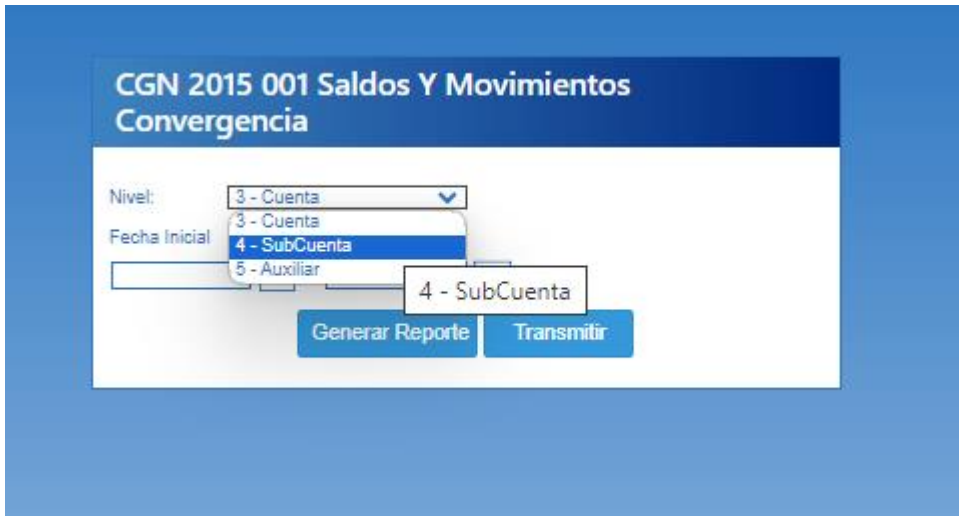 CGN 2015 001 Saldos Y Movimientos
Convergencia
Nivel:
3 - Cuenta
3 - Cuenta
Fecha Inicial
4 - SubCuenta
5 - Auxiliar
4 - SubCuenta
Generar Reporte
Transmitir